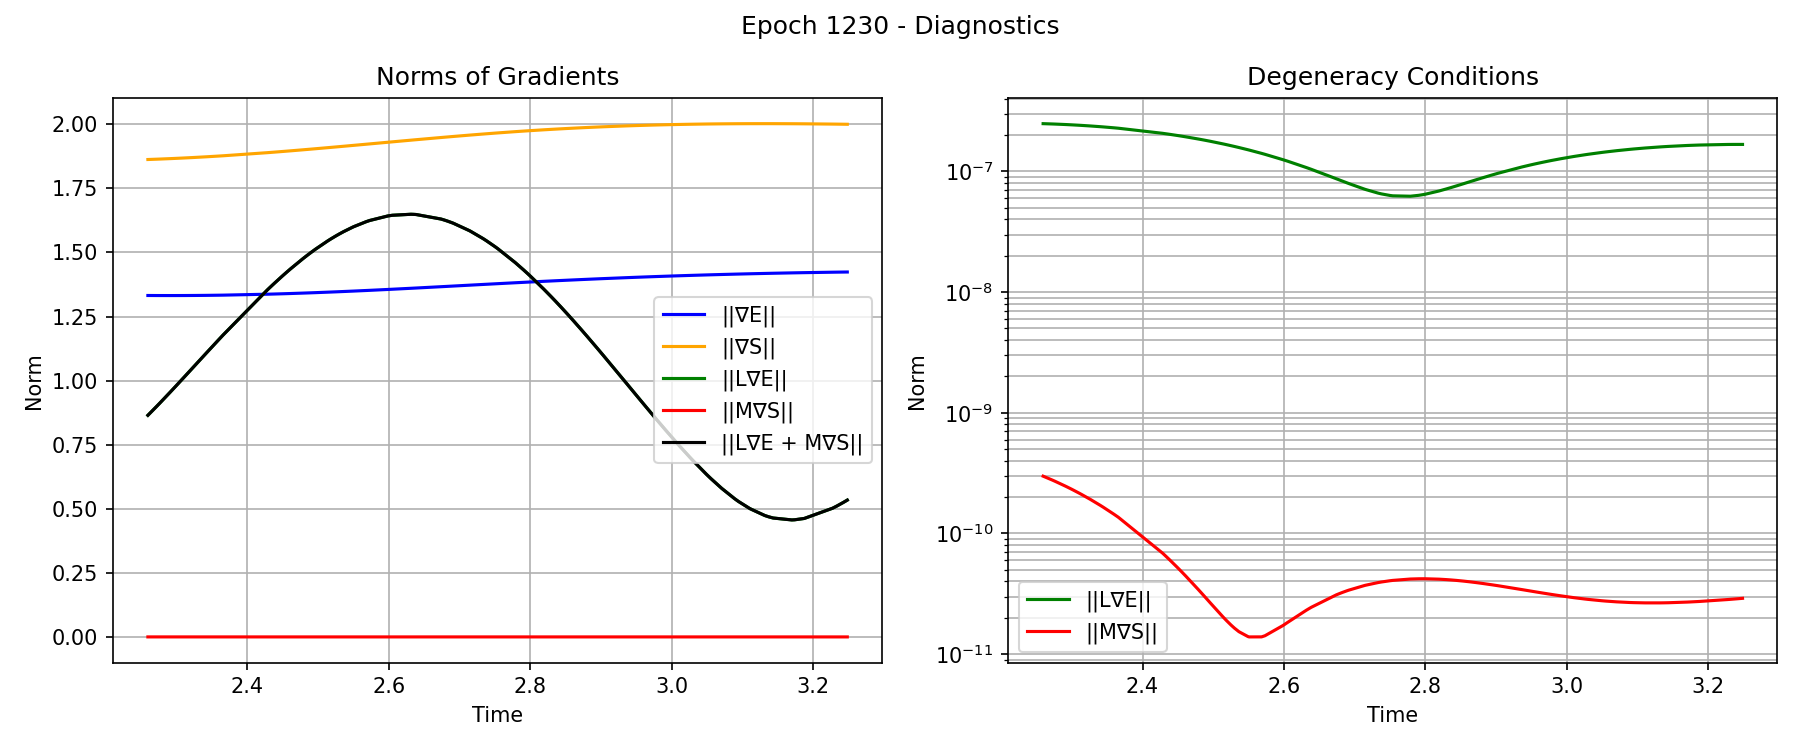 Epoch 1230 - Diagnostics
Norms of Gradients
Norm
2.00
1.75
1.50
1.25
1.00
0.75
0.50
0.25
0.00
2.4
2.6
2.8
3.0
3.2
Time
||∇E||
||∇S||
||L∇E||
||M∇S||
||L∇E + M∇S||
Degeneracy Conditions
Norm
10⁻⁷
10⁻⁸
10⁻⁹
10⁻¹⁰
10⁻¹¹
2.4
2.6
2.8
3.0
3.2
Time
||L∇E||
||M∇S||